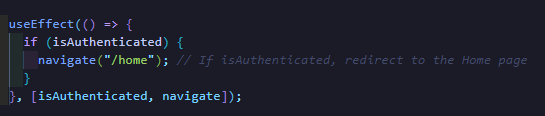 useEffect(() => {
  if (isAuthenticated) {
    navigate("/home"); // If isAuthenticated, redirect to the Home page
  }
}, [isAuthenticated, navigate]);